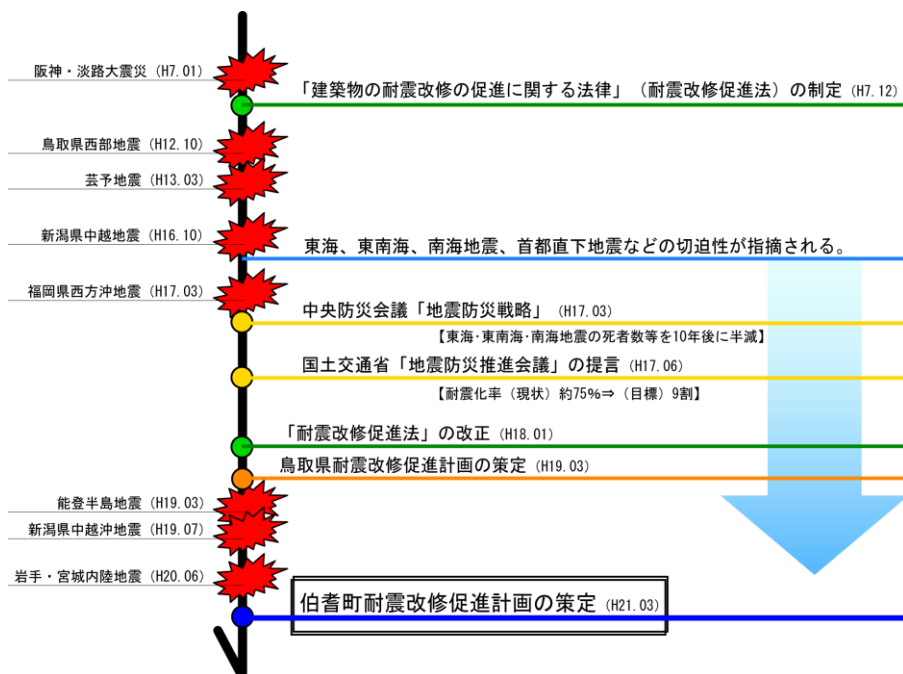 阪神・淡路大震災 (H7.01)
「建築物の耐震改修の促進に関する法律」（耐震改修促進法）の制定 (H7.12)
鳥取県西部地震 (H12.10)
芸予地震 (H13.03)
新潟県中越地震 (H16.10)
東海、東南海、南海地震、首都直下地震などの切迫性が指摘される。
福岡県西方沖地震 (H17.03)
中央防災会議「地震防災戦略」 (H17.03)
【東海･東南海･南海地震の死者数等を10年後に半減】
国土交通省「地震防災推進会議」の提言 (H17.06)
【耐震化率（現状）約75%⇒（目標）9割】
「耐震改修促進法」の改正 (H18.01)
鳥取県耐震改修促進計画の策定 (H19.03)
能登半島地震 (H19.03)
新潟県中越沖地震 (H19.07)
岩手・宮城内陸地震 (H20.06)
伯耆町耐震改修促進計画の策定 (H21.03)